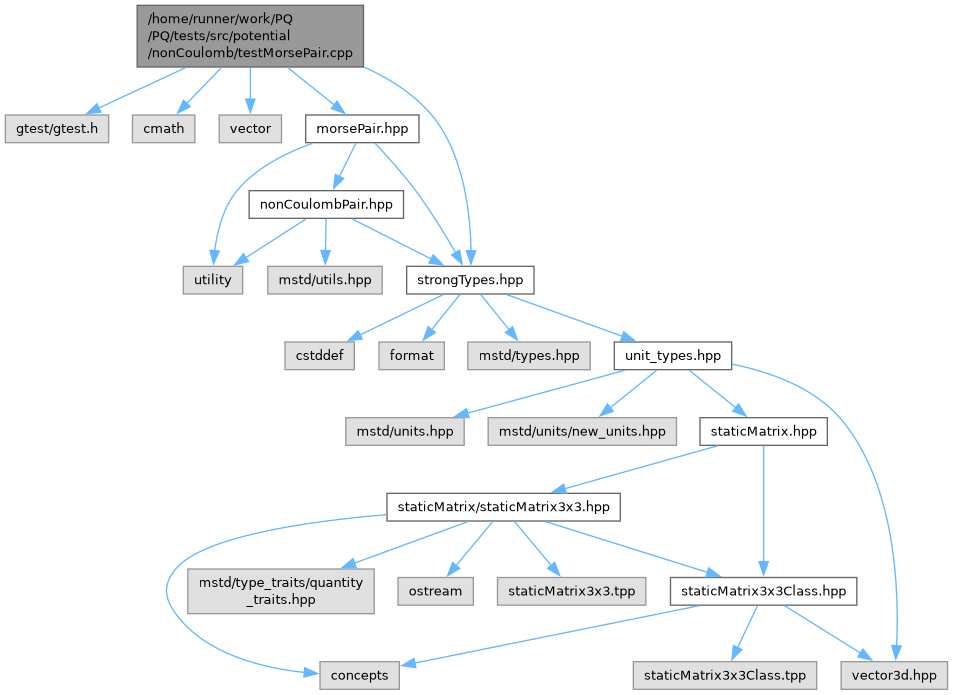 /home/runner/work/PQ
/PQ/tests/src/potential
/nonCoulomb/testMorsePair.cpp
gtest/gtest.h
cmath
vector
morsePair.hpp
nonCoulombPair.hpp
utility
mstd/utils.hpp
strongTypes.hpp
cstddef
format
mstd/types.hpp
unit_types.hpp
mstd/units.hpp
mstd/units/new_units.hpp
staticMatrix.hpp
staticMatrix/staticMatrix3x3.hpp
mstd/type_traits/quantity
_traits.hpp
ostream
staticMatrix3x3.tpp
staticMatrix3x3Class.hpp
concepts
staticMatrix3x3Class.tpp
vector3d.hpp